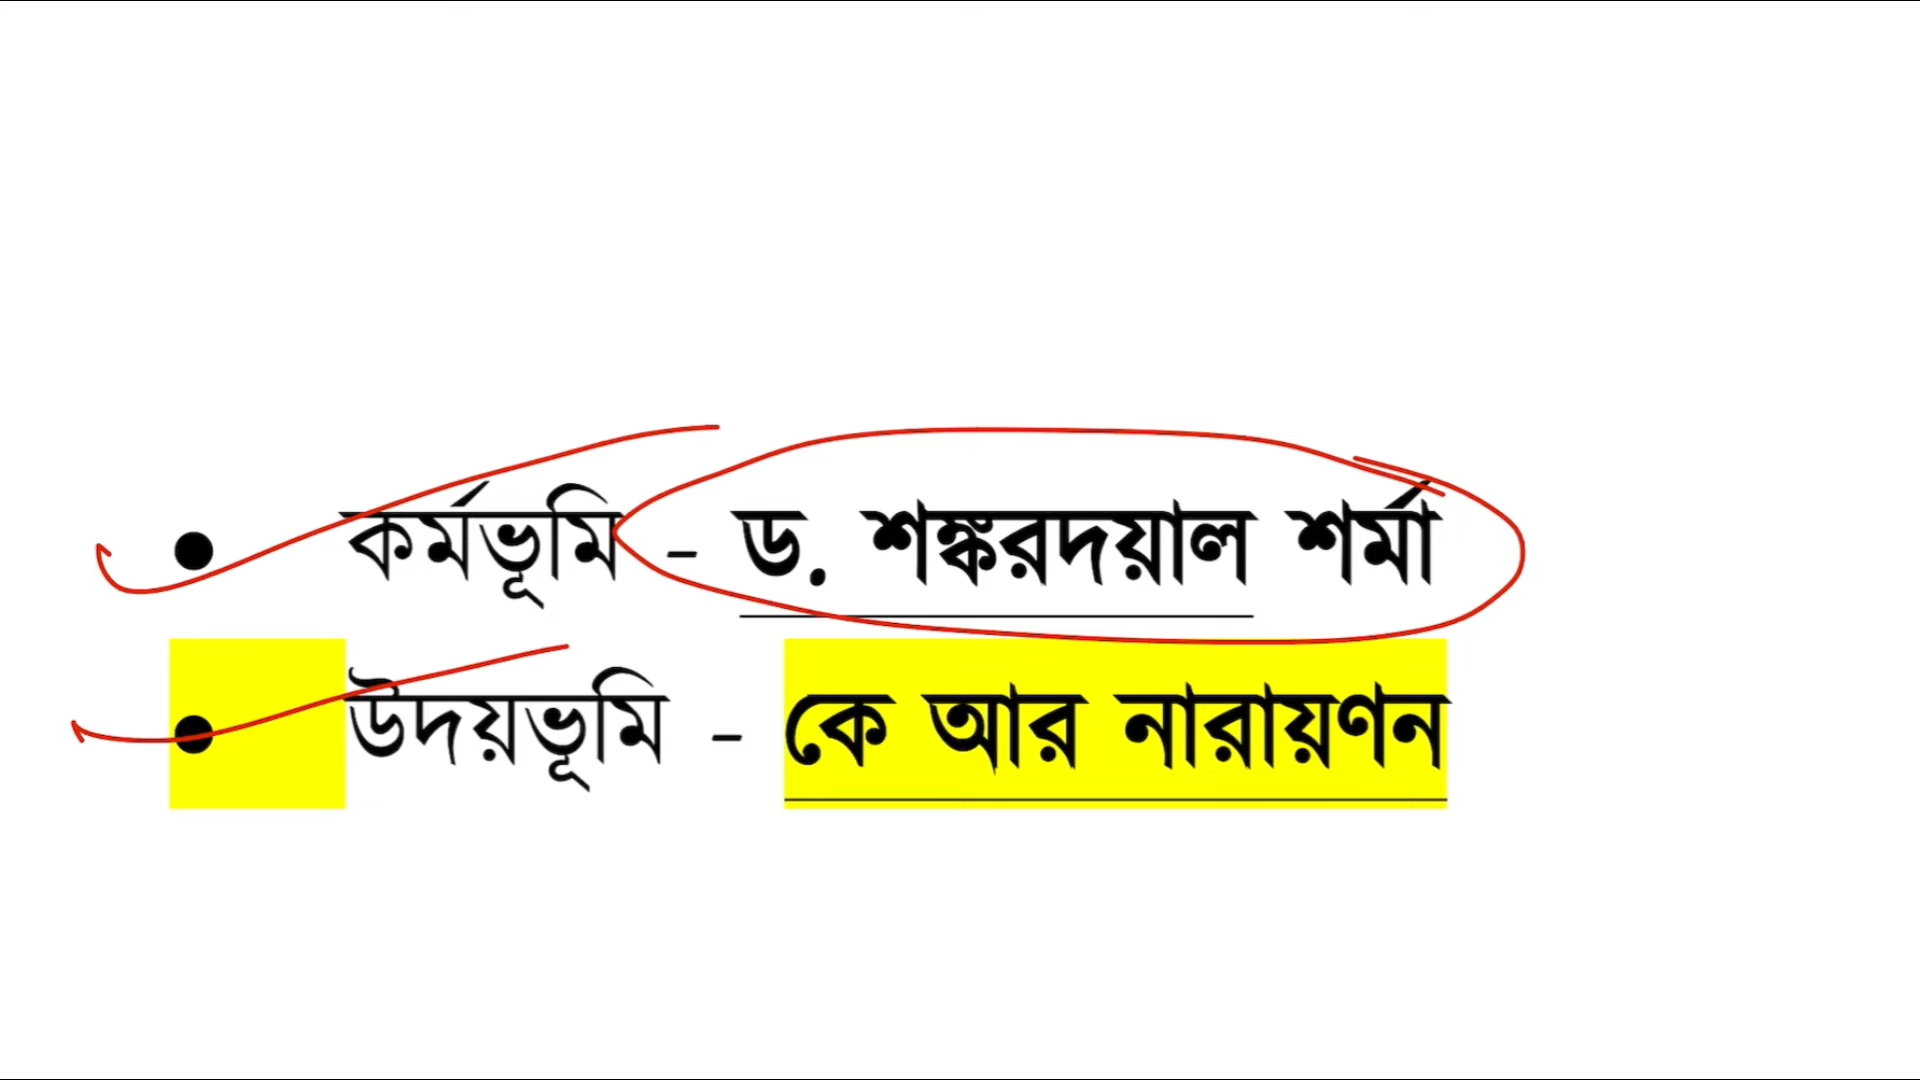 ● কর্মভূমি - ড. শঙ্করদয়াল শর্মা
● উদয়ভূমি - কে আর নারায়ণন